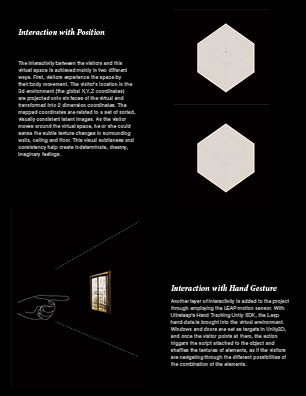 Interaction with Position
The interactivity between the visitors and this
virtual space is achieved mainly in two different
ways. First, visitors experience the space by
their body movement. The visitor's location in the
3d environment (the global X,Y,Z coordinates)
are projected onto six faces of the virtual and
transformed into 2 dimension coordinates. The
mapped coordinates are related to a set of sorted,
visually consistent latent images. As the visitor
moves around the virtual space, he or she could
sense the subtle texture changes in surrounding
walls, ceiling and floor. This visual subtleness and
consistency help create indeterminate, dreamy,
imaginary feelings.
Interaction with Hand Gesture
Another layer of interactivity is added to the project
through employing the LEAP motion sensor. With
Ultraleap's Hand Tracking Unity SDK, the Leap
hand data is brought into the virtual environment.
Windows and doors are set as targets in Unity3D,
and once the visitor points at them, the action
triggers the script attached to the object and
shuffles the textures of elements, as if the visitors
are navigating through the different possibilities of
the combination of elements.